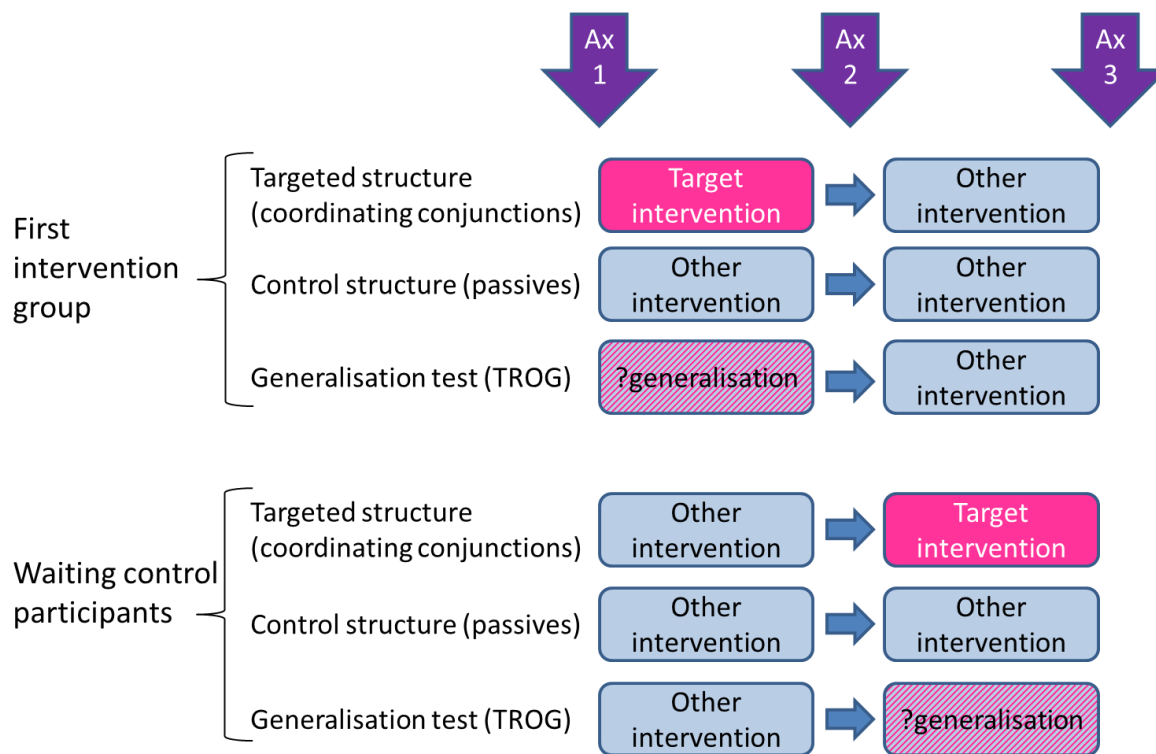 Ax
1
Ax
2
Ax
3
First
intervention
group
Targeted structure
(coordinating conjunctions)
Target
intervention
Other
intervention
Control structure (passives)
Other
intervention
Other
intervention
Generalisation test (TROG)
?generalisation
Other
intervention
Waiting control
participants
Targeted structure
(coordinating conjunctions)
Other
intervention
Target
intervention
Control structure (passives)
Other
intervention
Other
intervention
Generalisation test (TROG)
Other
intervention
?generalisation